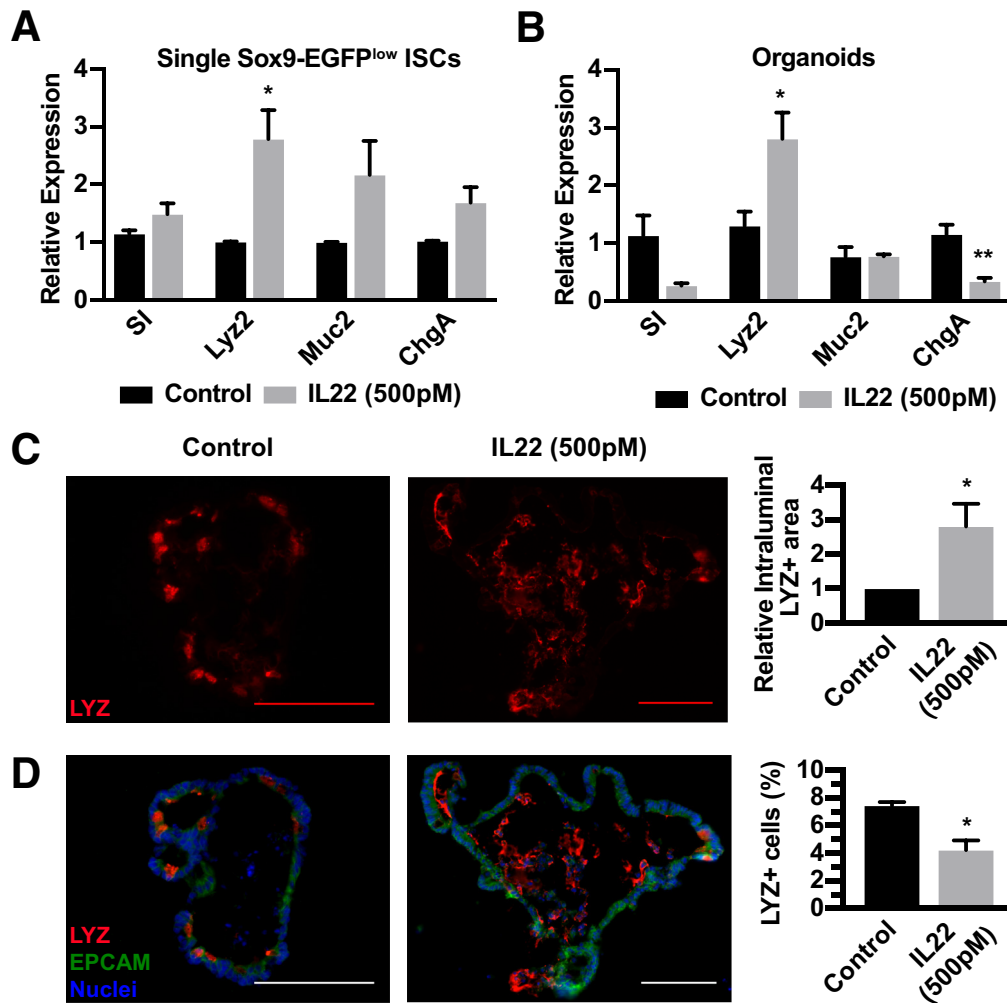 A
Single Sox9-EGFPlow ISCs
Relative Expression
4
3
2
1
0
*
SI
Lyz2
Muc2
ChgA
Control
IL22 (500pM)
B
Organoids
Relative Expression
4
3
2
1
0
*
**
SI
Lyz2
Muc2
ChgA
Control
IL22 (500pM)
C
Control
IL22 (500pM)
LYZ
Relative Intraluminal
LYZ+ area
4
3
2
1
0
*
Control
IL22
(500pM)
D
LYZ
EPCAM
Nuclei
LYZ+ cells (%)
10
8
6
4
2
0
*
Control
IL22
(500pM)